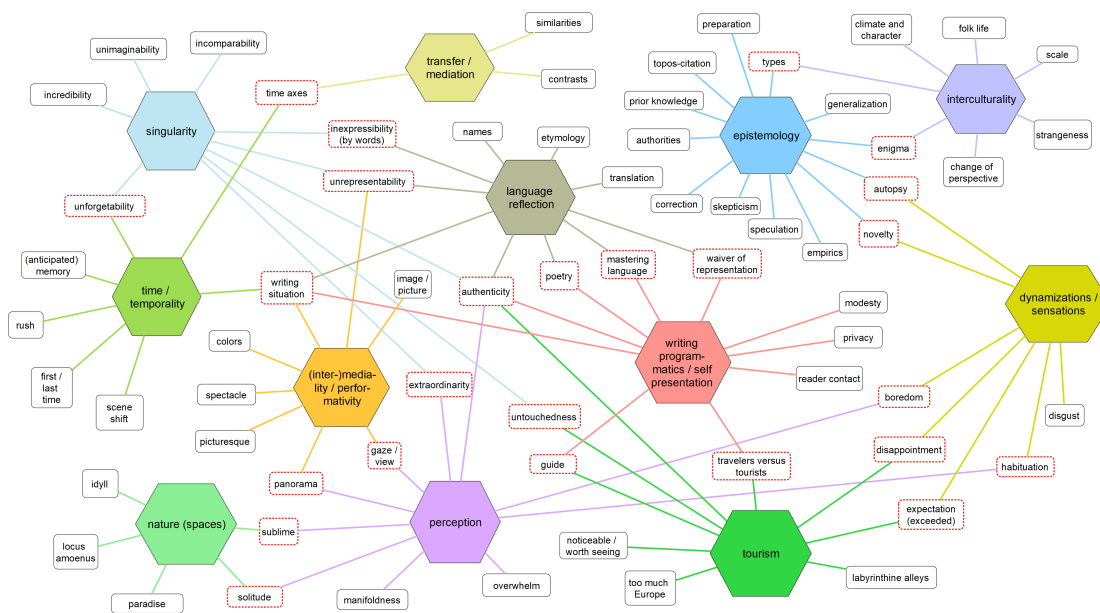 similarities
preparation
climate and
character
folk life
unimaginability
incomparability
transfer /
mediation
topos-citation
types
scale
incredibility
time axes
contrasts
prior knowledge
generalization
interculturality
singularity
inexpressibility
(by words)
names
etymology
authorities
epistemology
enigma
strangeness
unrepresentability
language
reflection
translation
change of
perspective
autopsy
unforgetability
correction
skepticism
speculation
novelty
empirics
(anticipated)
memory
time /
temporality
writing
situation
image /
picture
authenticity
poetry
mastering
language
waiver of
representation
dynamizations /
sensations
modesty
rush
colors
writing
program-
matics / self
presentation
privacy
first /
last
time
scene
shift
spectacle
(inter-)media-
lity / perfor-
mativity
extraordinarity
reader contact
boredom
untouchedness
disgust
picturesque
gaze /
view
guide
travelers versus
tourists
disappointment
habituation
idyll
panorama
nature (spaces)
sublime
perception
expectation
(exceeded)
locus
amoenus
noticeable /
worth seeing
tourism
paradise
solitude
manifoldness
overwhelm
too much
Europe
labyrinthine alleys